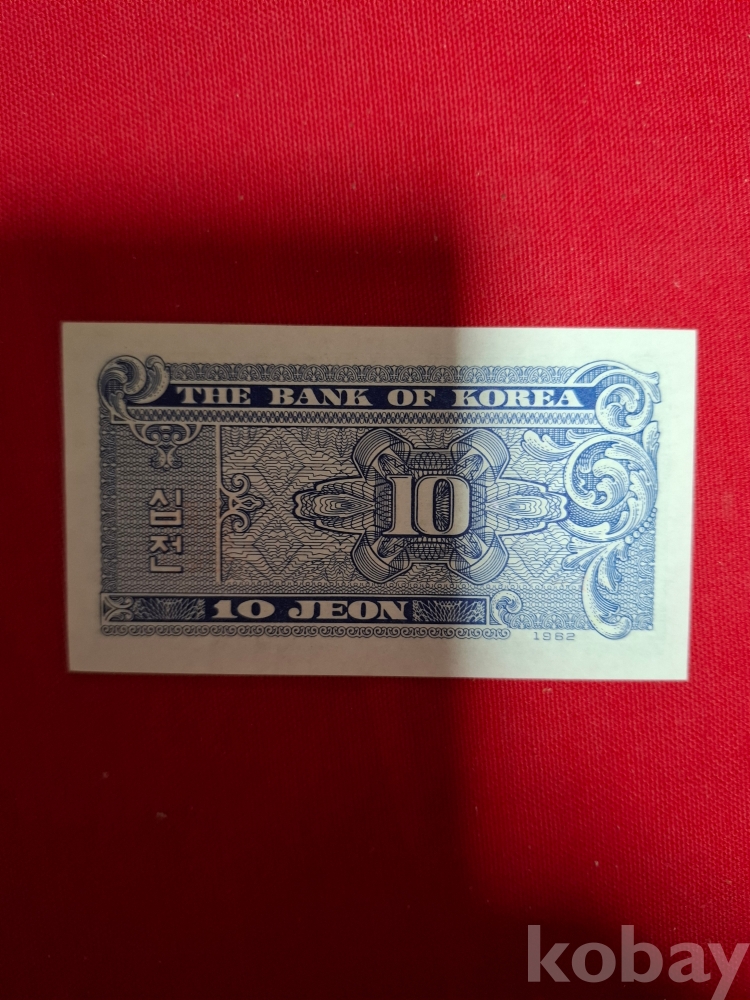 THE BANK OF KOREA
십전
10
10 JEON
1962
kobay